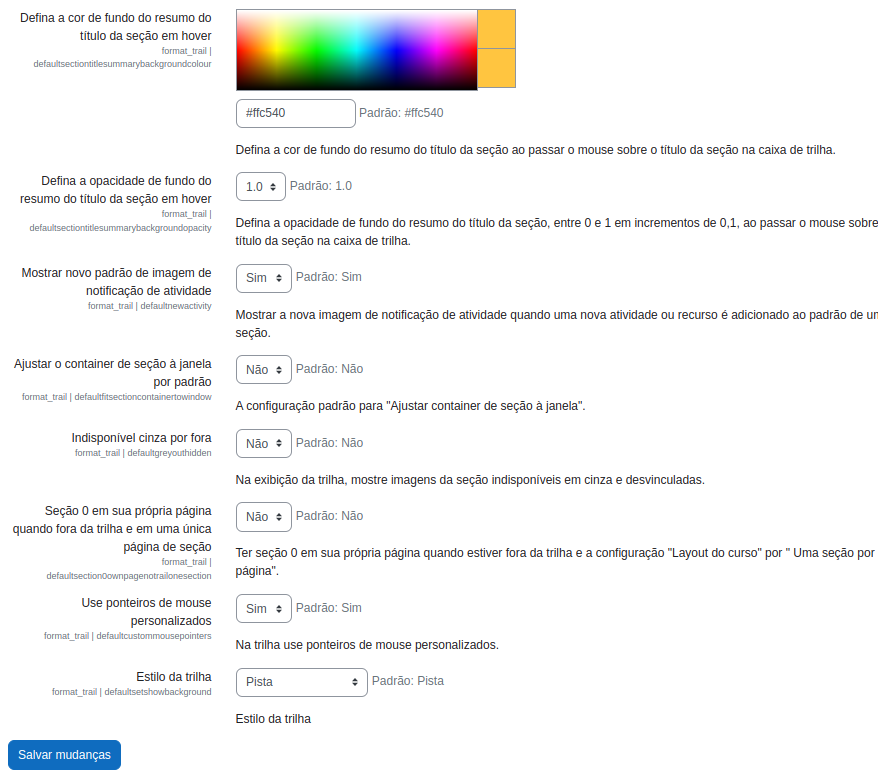 Defina a cor de fundo do resumo do
título da seção em hover
format_trail |
defaultsectiontitlesummarybackgroundcolour
#ffc540 Padrão: #ffc540
Defina a cor de fundo do resumo do título da seção ao passar o mouse sobre o título da seção na caixa de trilha.
Defina a opacidade de fundo do
resumo do título da seção em hover
format_trail |
defaultsectiontitlesummarybackgroundopacity
1.0 Padrão: 1.0
Defina a opacidade de fundo do resumo do título da seção, entre 0 e 1 em incrementos de 0,1, ao passar o mouse sobre
título da seção na caixa de trilha.
Mostrar novo padrão de imagem de
notificação de atividade
format_trail | defaultnewactivity
Sim Padrão: Sim
Mostrar a nova imagem de notificação de atividade quando uma nova atividade ou recurso é adicionado ao padrão de um
seção.
Ajustar o container de seção à janela
por padrão
format_trail | defaultfitsectioncontainertowindow
Não Padrão: Não
A configuração padrão para "Ajustar container de seção à janela".
Indisponível cinza por fora
format_trail | defaultgreyouthidden
Não Padrão: Não
Na exibição da trilha, mostre imagens da seção indisponíveis em cinza e desvinculadas.
Seção 0 em sua própria página
quando fora da trilha e em uma única
página de seção
format_trail |
defaultsection0ownpagenotrailonesection
Não Padrão: Não
Ter seção 0 em sua própria página quando estiver fora da trilha e a configuração "Layout do curso" por " Uma seção por
página".
Use ponteiros de mouse
personalizados
format_trail | defaultcustommousepointers
Sim Padrão: Sim
Na trilha use ponteiros de mouse personalizados.
Estilo da trilha
format_trail | defaultsetshowbackground
Pista Padrão: Pista
Estilo da trilha
Salvar mudanças